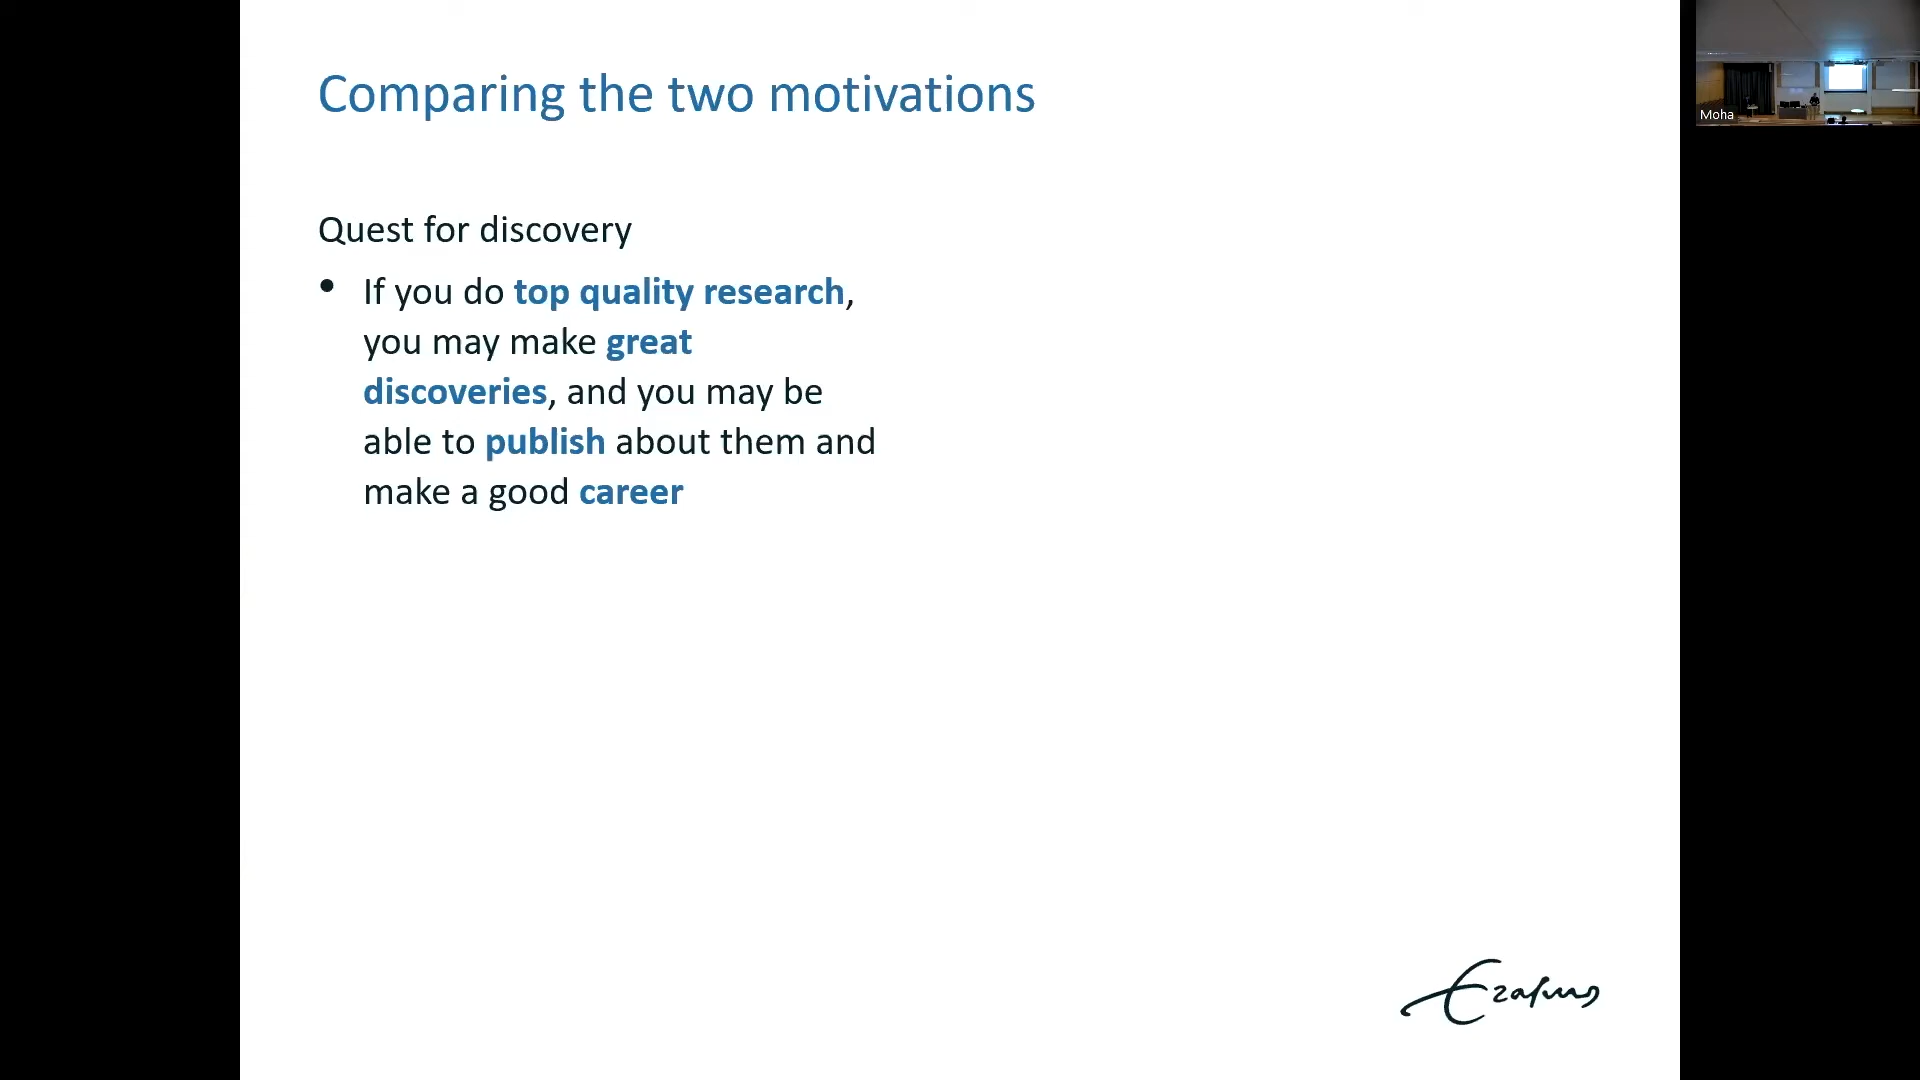 Comparing the two motivations
Moha
Quest for discovery
• If you do top quality research,
you may make great
discoveries, and you may be
able to publish about them and
make a good career
Erasmus